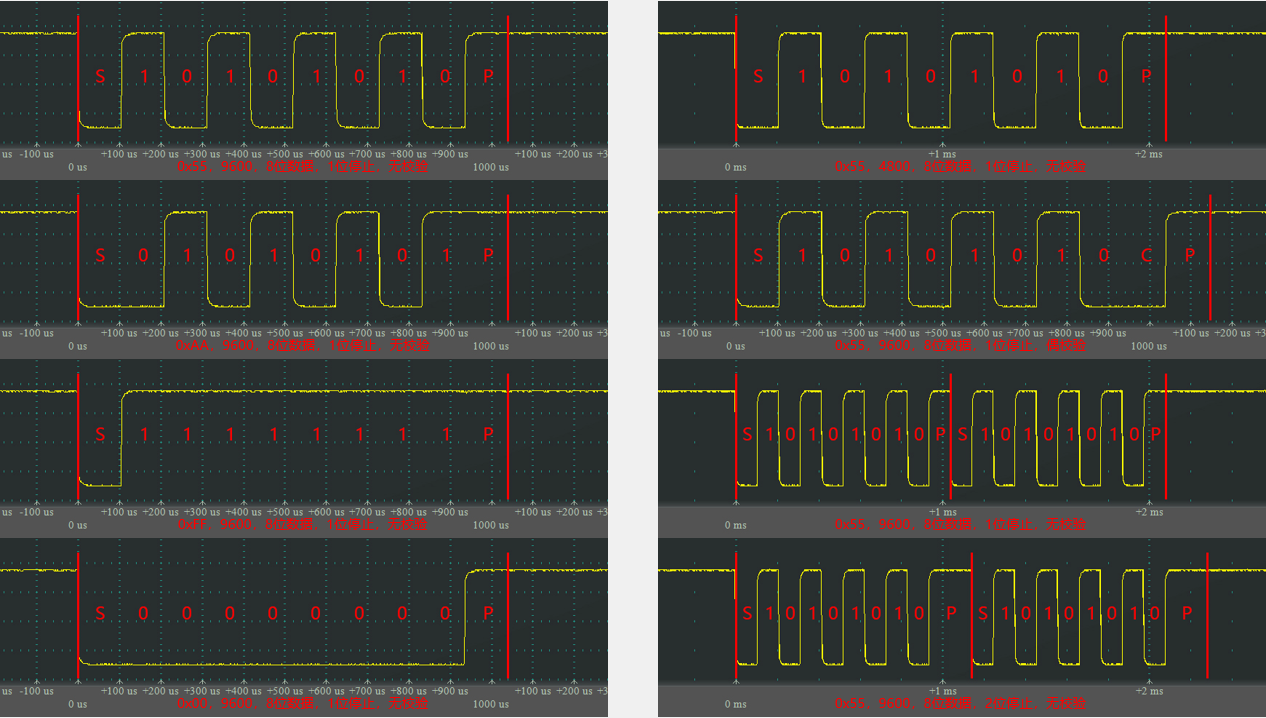 S 1 0 1 0 1 0 1 0 P
us -100 us +100 us +200 us +300 us +400 us +500 us +600 us +700 us +800 us +900 us +100 us +200 us +3
0 us 1000 us
0x55，9600，8位数据，1位停止，无校验
S 0 1 0 1 0 1 0 1 P
us -100 us +100 us +200 us +300 us +400 us +500 us +600 us +700 us +800 us +900 us +100 us +200 us +3
0 us 1000 us
0xAA，9600，8位数据，1位停止，无校验
S 1 1 1 1 1 1 1 1 P
us -100 us +100 us +200 us +300 us +400 us +500 us +600 us +700 us +800 us +900 us +100 us +200 us +3
0 us 1000 us
0xFF，9600，8位数据，1位停止，无校验
S 0 0 0 0 0 0 0 0 P
us -100 us +100 us +200 us +300 us +400 us +500 us +600 us +700 us +800 us +900 us +100 us +200 us +3
0 us 1000 us
0x00，9600，8位数据，1位停止，无校验
S 1 0 1 0 1 0 1 0 P
+1 ms +2 ms
0 ms
0x55，4800，8位数据，1位停止，无校验
S 1 0 1 0 1 0 1 0 C P
us -100 us +100 us +200 us +300 us +400 us +500 us +600 us +700 us +800 us +900 us +100 us +200 us +3
0 us 1000 us
0x55，9600，8位数据，1位停止，偶校验
S 1 0 1 0 1 0 1 0 P S 1 0 1 0 1 0 1 0 P
+1 ms +2 ms
0 ms
0x55，9600，8位数据，1位停止，无校验
S 1 0 1 0 1 0 1 0 P S 1 0 1 0 1 0 1 0 P
+1 ms +2 ms
0 ms
0x55，9600，8位数据，2位停止，无校验